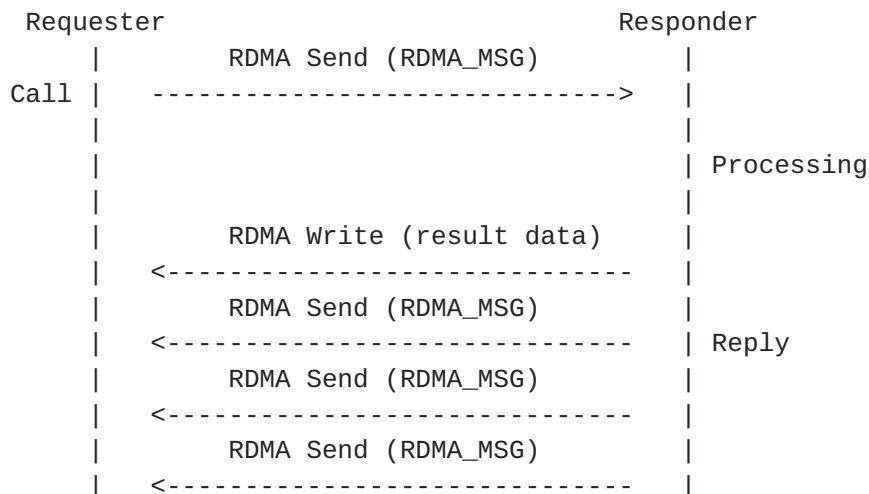 Requester Responder
| RDMA Send (RDMA_MSG) |
Call | ------------------------------> |
| |
| | Processing
| |
| RDMA Write (result data) |
| <------------------------------ |
| RDMA Send (RDMA_MSG) |
| <------------------------------ | Reply
| RDMA Send (RDMA_MSG) |
| <------------------------------ |
| RDMA Send (RDMA_MSG) |
| <------------------------------ |